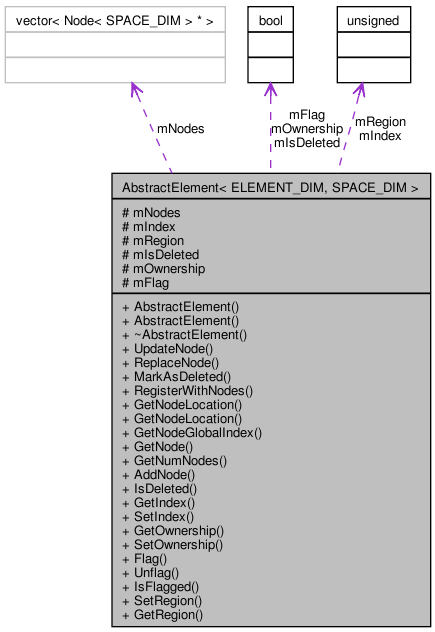 vector< Node< SPACE_DIM > * >
bool
unsigned
mNodes
mFlag
mOwnership
mIsDeleted
mRegion
mIndex
AbstractElement< ELEMENT_DIM, SPACE_DIM >
# mNodes
# mIndex
# mRegion
# mIsDeleted
# mOwnership
# mFlag
+ AbstractElement()
+ AbstractElement()
+ ~AbstractElement()
+ UpdateNode()
+ ReplaceNode()
+ MarkAsDeleted()
+ RegisterWithNodes()
+ GetNodeLocation()
+ GetNodeLocation()
+ GetNodeGlobalIndex()
+ GetNode()
+ GetNumNodes()
+ AddNode()
+ IsDeleted()
+ GetIndex()
+ SetIndex()
+ GetOwnership()
+ SetOwnership()
+ Flag()
+ Unflag()
+ IsFlagged()
+ SetRegion()
+ GetRegion()